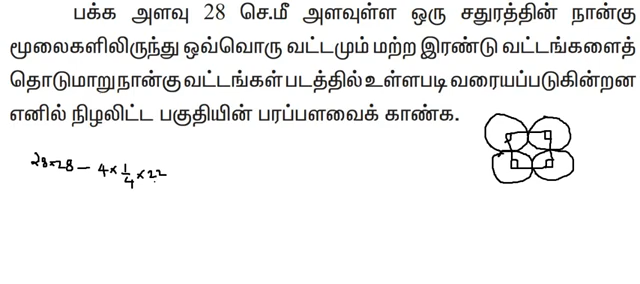 பக்க அளவு 28 செ.மீ அளவுள்ள ஒரு சதுரத்தின் நான்கு
மூலைகளிலிருந்து ஒவ்வொரு வட்டமும் மற்ற இரண்டு வட்டங்களைத்
தொடுமாறு நான்கு வட்டங்கள் படத்தில் உள்ளபடி வரையப்படுகின்றன
எனில் நிழலிட்ட பகுதியின் பரப்பளவைக் காண்க.
28×28 – 4 × 1/4 × 22